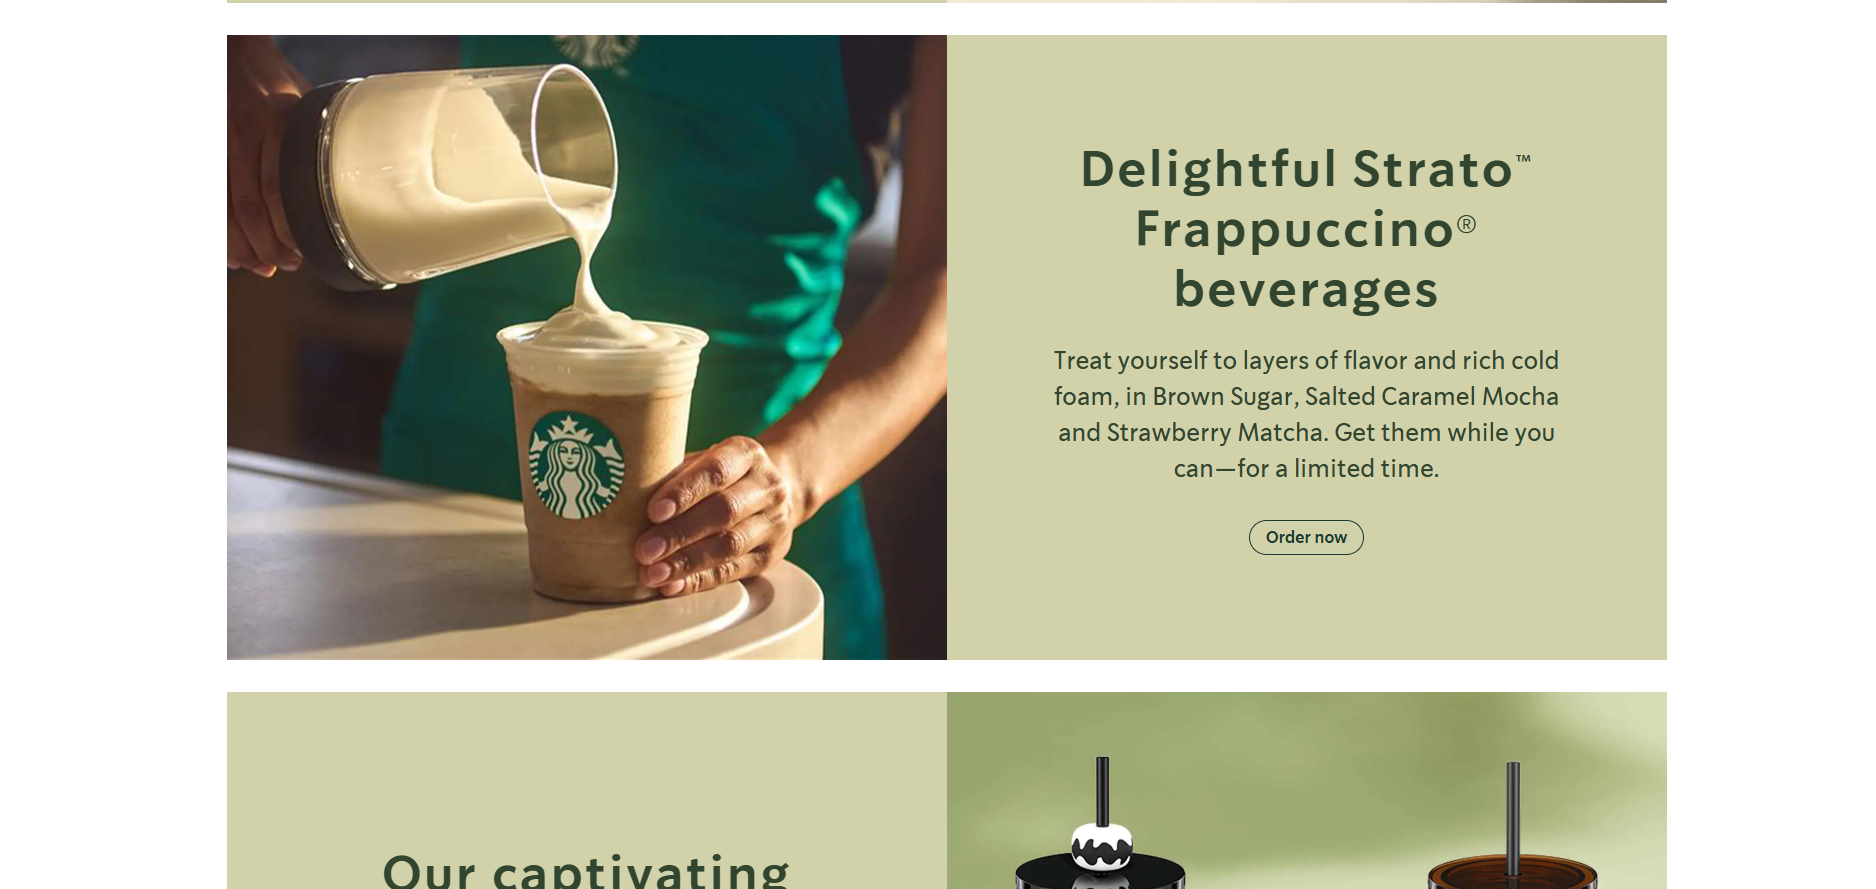 Delightful Strato™
Frappuccino®
beverages
Treat yourself to layers of flavor and rich cold
foam, in Brown Sugar, Salted Caramel Mocha
and Strawberry Matcha. Get them while you
can—for a limited time.
Order now
Our captivating